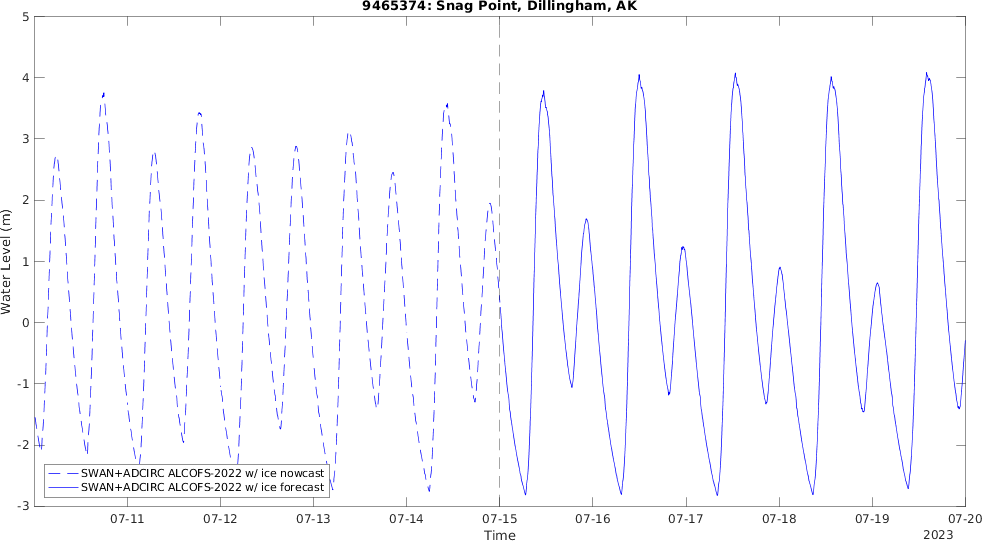 9465374: Snag Point, Dillingham, AK
5
4
3
2
1
0
-1
-2
-3
Water Level (m)
SWAN+ADCIRC ALCOFS-2022 w/ ice nowcast
SWAN+ADCIRC ALCOFS-2022 w/ ice forecast
07-11 07-12 07-13 07-14 07-15 07-16 07-17 07-18 07-19 07-20
Time
2023